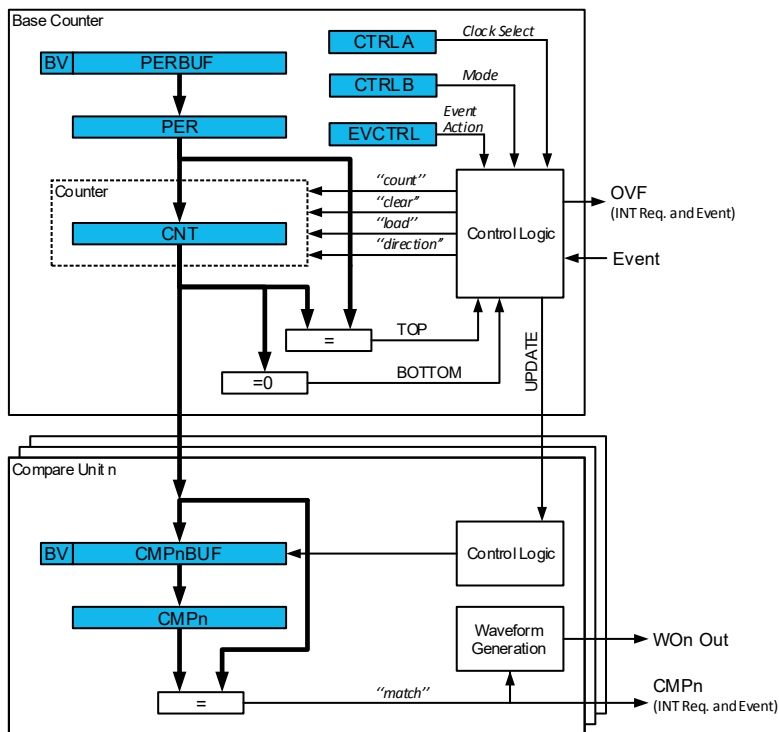 Base Counter
BV PERBUF
PER
CTRLA
Clock Select
CTRLB
Mode
EVCTRL
Event
Action
Counter
CNT
"count"
"clear"
"load"
"direction"
Control Logic
OVF
(INT Req. and Event)
Event
=
TOP
=0
BOTTOM
UPDATE
Compare Unit n
BV CMPnBUF
Control Logic
CMPn
Waveform
Generation
WOn Out
=
"match"
CMPn
(INT Req. and Event)